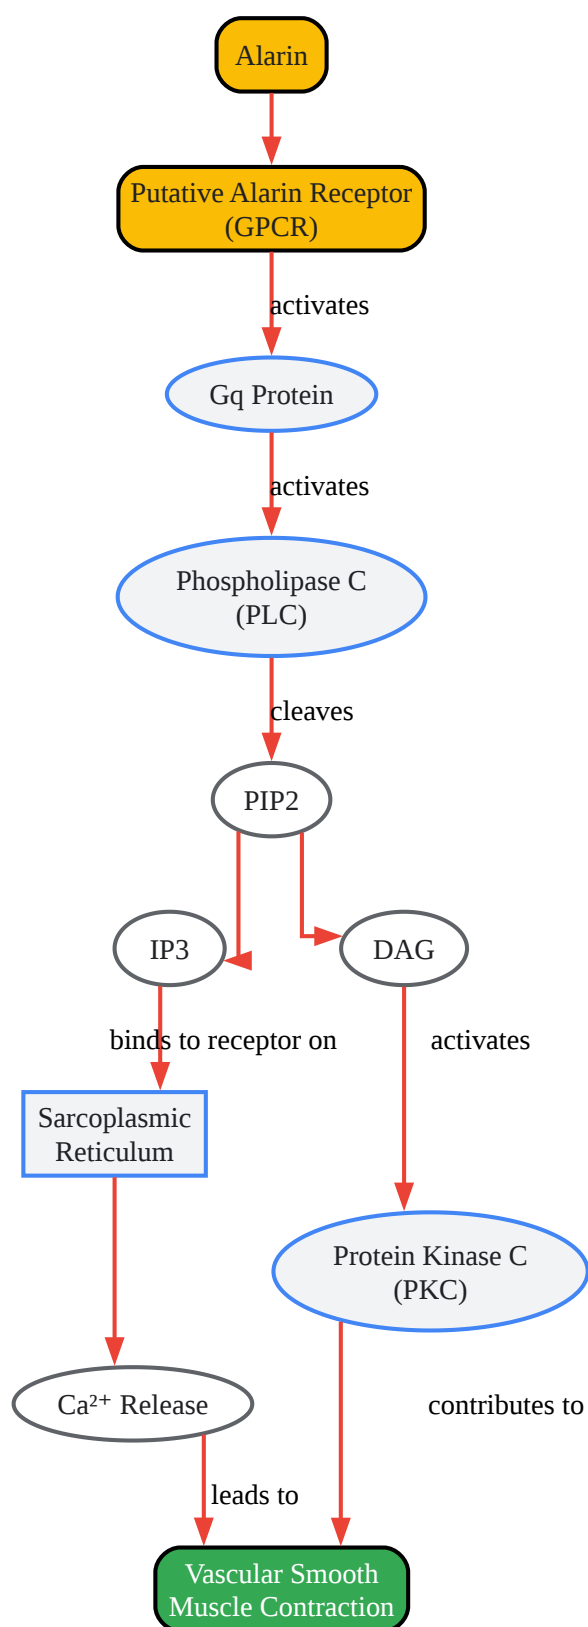 Alarin
Putative Alarin Receptor
(GPCR)
activates
Gq Protein
activates
Phospholipase C
(PLC)
cleaves
PIP2
IP3
DAG
binds to receptor on
activates
Sarcoplasmic
Reticulum
Protein Kinase C
(PKC)
Ca²⁺ Release
contributes to
leads to
Vascular Smooth
Muscle Contraction